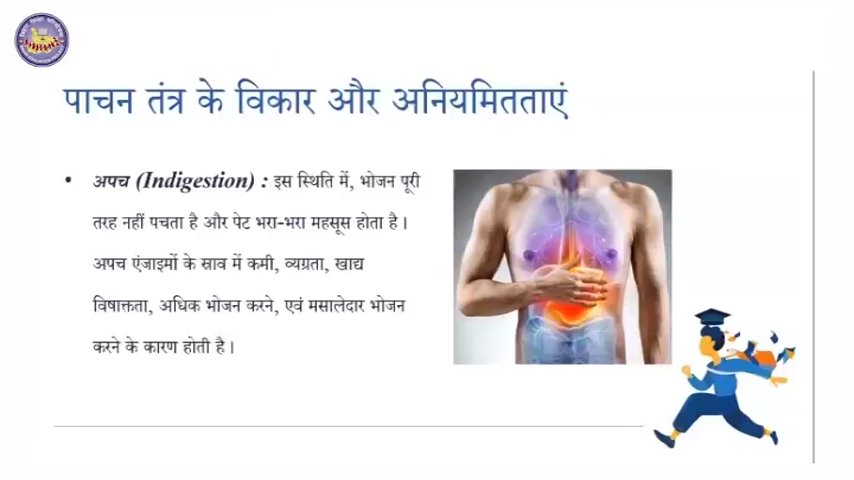 पाचन तंत्र के विकार और अनियमितताएं
• अपच (Indigestion) : इस स्थिति में, भोजन पूरी
तरह नहीं पचता है और पेट भरा-भरा महसूस होता है।
अपच एंजाइमों के स्राव में कमी, व्यग्रता, खाद्य
विषाक्तता, अधिक भोजन करने, एवं मसालेदार भोजन
करने के कारण होती है।